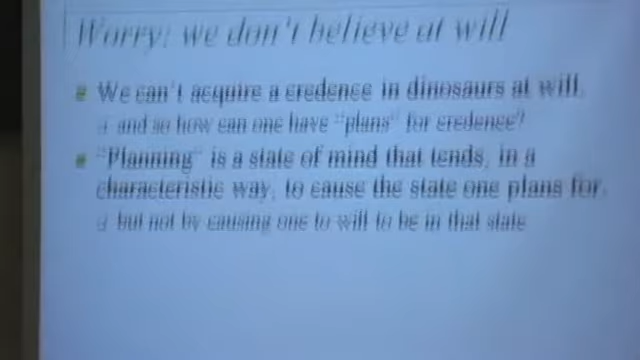 Worry: we don't believe at will
We can't acquire a credence in dinosaurs at will.
and so how can one have "plans" for credence?
"Planning" is a state of mind that tends, in a
characteristic way, to cause the state one plans for.
but not by causing one to will to be in that state